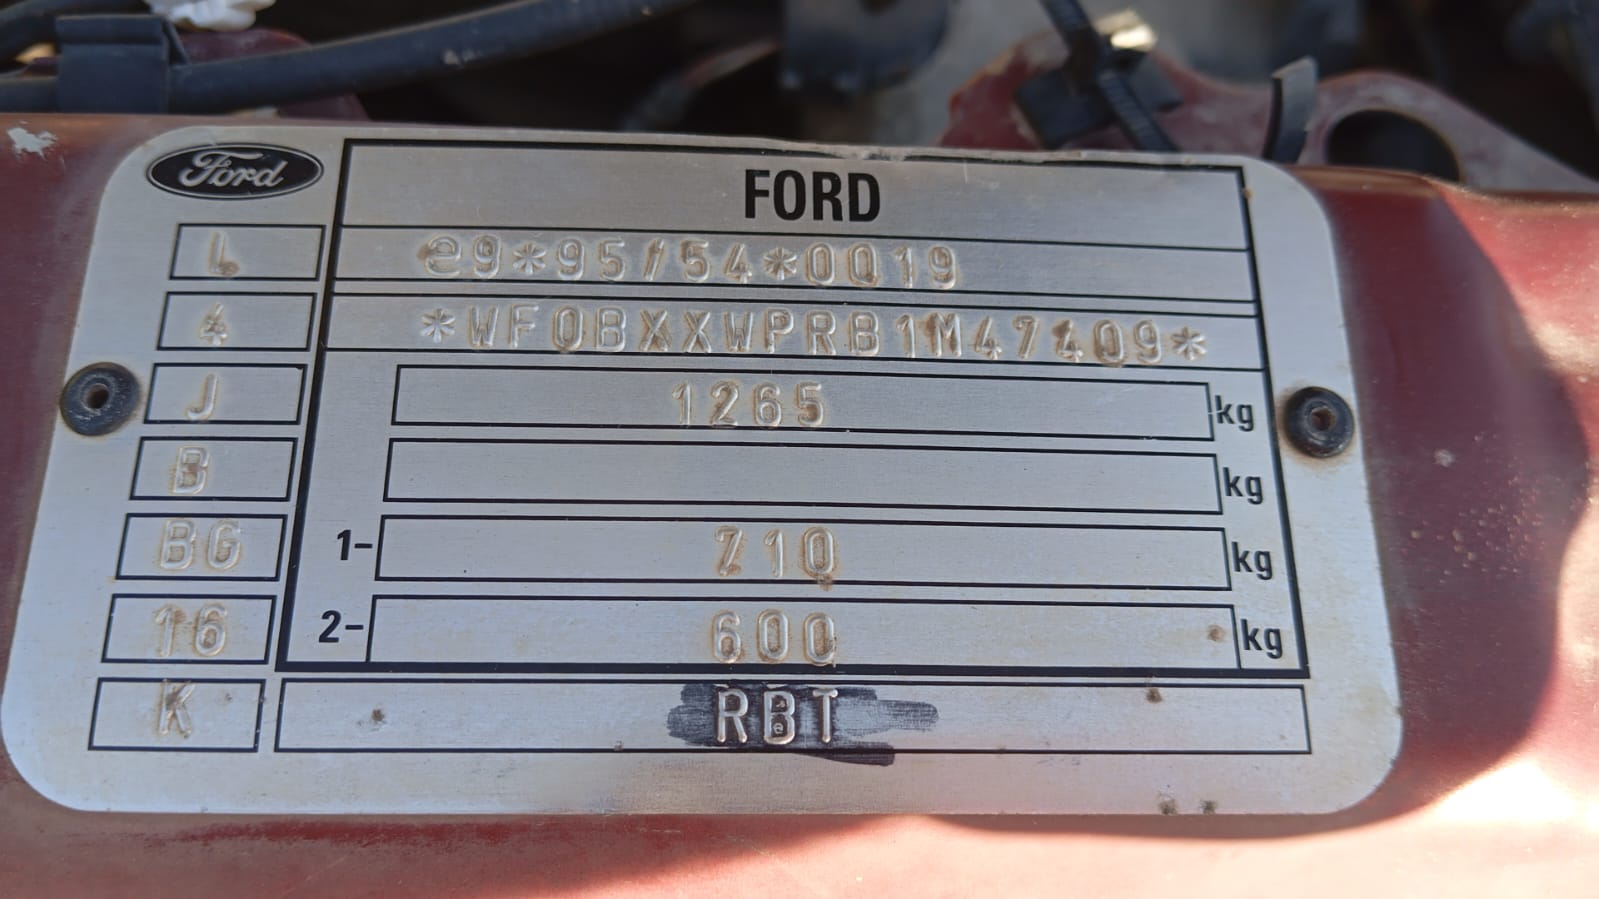 Ford
FORD
L e9*95/54*0019
4 *WF0BXXWPRB1M47409*
J 1265 kg
B kg
BG 1- 710 kg
16 2- 600 kg
K RBT